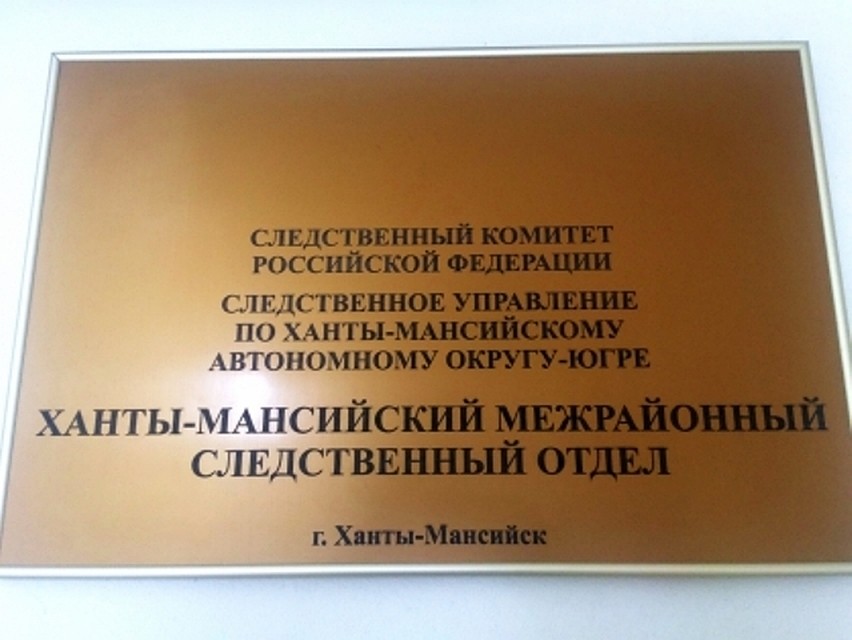 СЛЕДСТВЕННЫЙ КОМИТЕТ
РОССИЙСКОЙ ФЕДЕРАЦИИ
СЛЕДСТВЕННОЕ УПРАВЛЕНИЕ
ПО ХАНТЫ-МАНСИЙСКОМУ
АВТОНОМНОМУ ОКРУГУ-ЮГРЕ
ХАНТЫ-МАНСИЙСКИЙ МЕЖРАЙОННЫЙ
СЛЕДСТВЕННЫЙ ОТДЕЛ
г. Ханты-Мансийск